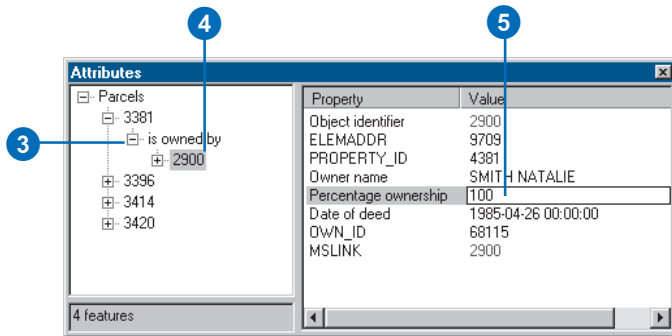 4
5
Attributes
Parcels
3381
3
is owned by
2900
3396
3414
3420
4 features
Property Value
Object identifier 2900
ELEMADDR 9709
PROPERTY_ID 4381
Owner name SMITH NATALIE
Percentage ownership 100
Date of deed 1985-04-26 00:00:00
OWN_ID 68115
MSLINK 2900